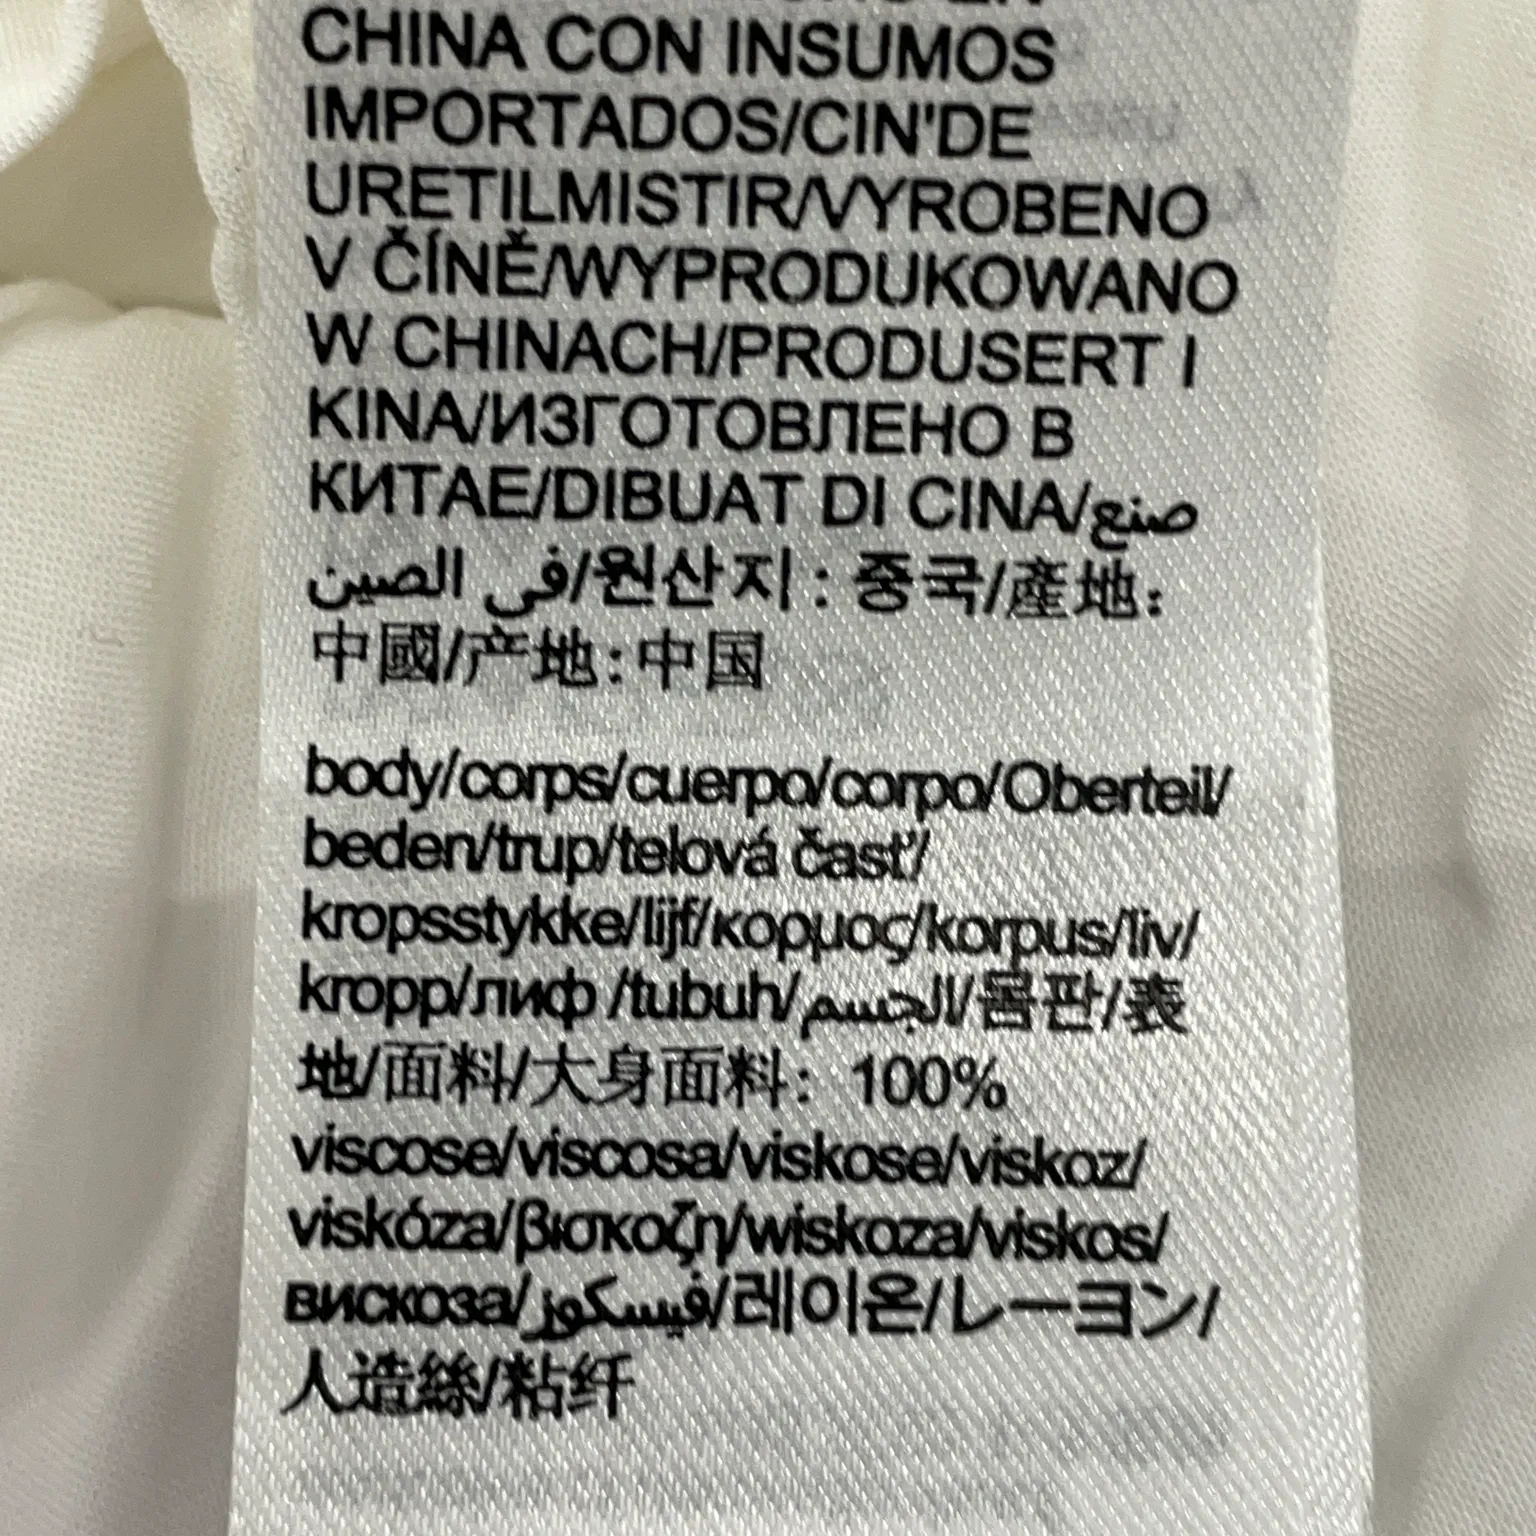 CHINA CON INSUMOS
IMPORTADOS/CIN'DE
URETILMISTIR/VYROBENO
V ČÍNĚ/WYPRODUKOWANO
W CHINACH/PRODUSERT I
KINA/ИЗГОТОВЛЕНО В
КИТАЕ/DIBUAT DI CINA/صنع
في الصين/원산지 : 중국/產地:
中國/产地:中国
body/corps/cuerpo/corpo/Oberteil/
beden/trup/telová časť/
kropsstykke/lijf/κορμος/korpus/liv/
kropp/лиф /tubuh/الجسم/몸판/表
地/面料/大身面料: 100%
viscose/viscosa/viskose/viskoz/
viskóza/βισκοζη/wiskoza/viskos/
вискоза/فيسكوز/레이온/レーヨン/
人造絲/粘纤